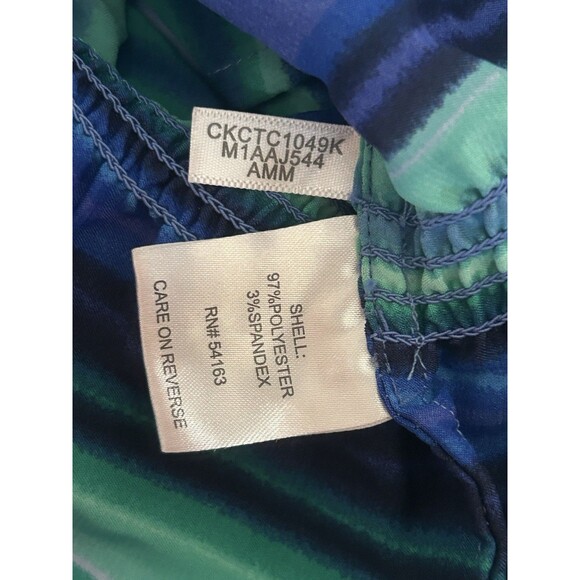 CKCTC1049K
M1AAJ544
AMM
SHELL:
97%POLYESTER
3%SPANDEX
RN# 54163
CARE ON REVERSE